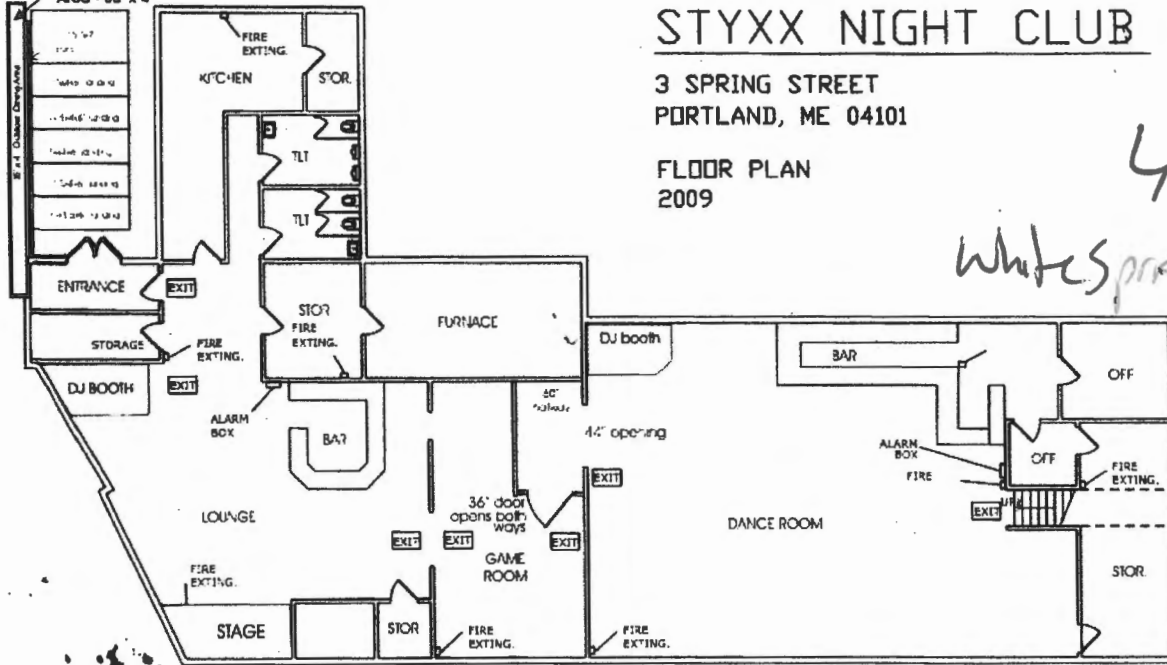 STYXX NIGHT CLUB
3 SPRING STREET
PORTLAND, ME 04101
FLOOR PLAN
2009
4
Whites
FIRE
EXTING.
KITCHEN
STOR.
TLT
TLT
ENTRANCE
EXIT
STORAGE
FIRE
EXTING.
STOR
FIRE
EXTING.
FURNACE
DJ BOOTH
EXIT
ALARM
BOX
BAR
LOUNGE
FIRE
EXTING.
STAGE
STOR
EXIT
EXIT
36" door
opens both
ways
GAME
ROOM
EXIT
FIRE
EXTING.
DJ booth
44" opening
EXIT
DANCE ROOM
FIRE
EXTING.
BAR
OFF
OFF
ALARM
BOX
FIRE
FIRE
EXTING.
UP
EXIT
STOR.